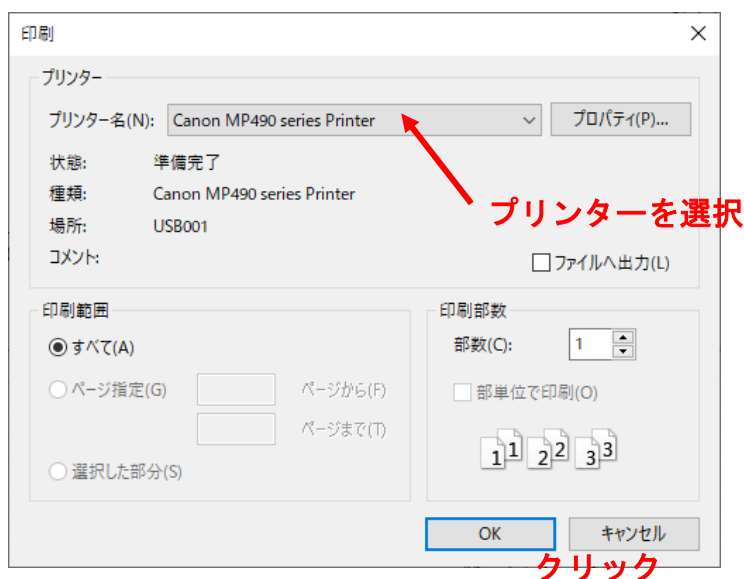 印刷
プリンター
プリンター名(N): Canon MP490 series Printer プロパティ(P)...
状態: 準備完了
種類: Canon MP490 series Printer
プリンターを選択
場所: USB001
コメント: ファイルへ出力(L)
印刷範囲
すべて(A)
ページ指定(G) ページから(F)
ページまで(T)
選択した部分(S)
印刷部数
部数(C): 1
部単位で印刷(O)
1 1 2 2 3 3
OK キャンセル
クリック